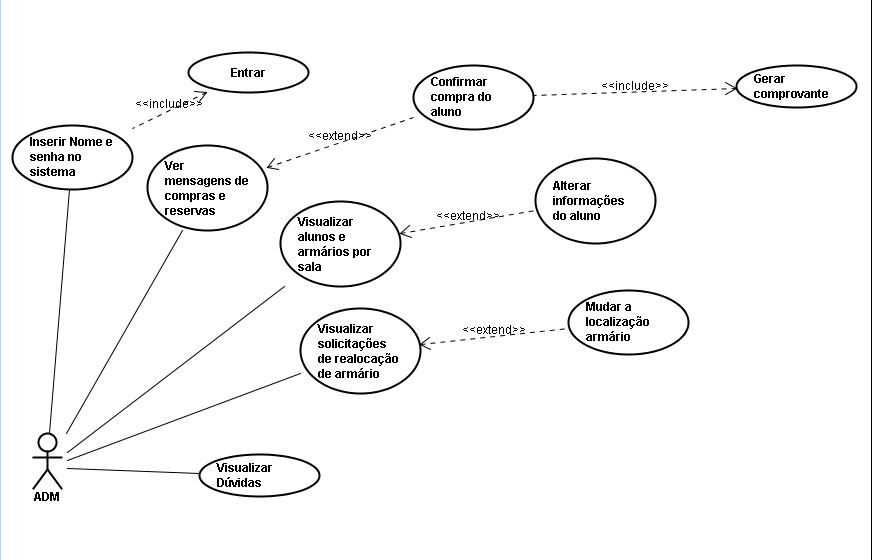 Entrar
<<include>>
Inserir Nome e
senha no
sistema
Ver
mensagens de
compras e
reservas
<<extend>>
Confirmar
compra do
aluno
<<include>>
Gerar
comprovante
Visualizar
alunos e
armários por
sala
<<extend>>
Alterar
informações
do aluno
Visualizar
solicitações
de realocação
de armário
<<extend>>
Mudar a
localização
armário
Visualizar
Dúvidas
ADM